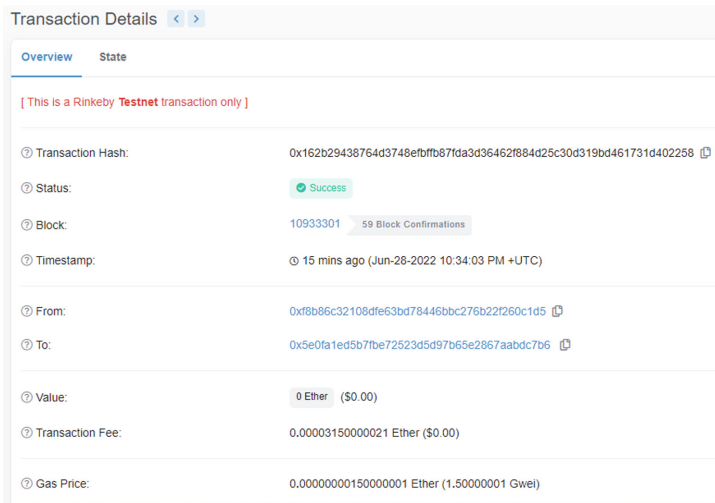 Transaction Details < >
Overview State
[ This is a Rinkeby Testnet transaction only ]
Transaction Hash: 0x162b29438764d3748efbffb87fda3d36462f884d25c30d319bd461731d402258
Status: Success
Block: 10933301 59 Block Confirmations
Timestamp: 15 mins ago (Jun-28-2022 10:34:03 PM +UTC)
From: 0xf8b86c32108dfe63bd78446bbc276b22f260c1d5
To: 0x5e0fa1ed5b7fbe72523d5d97b65e2867aabdc7b6
Value: 0 Ether ($0.00)
Transaction Fee: 0.00003150000021 Ether ($0.00)
Gas Price: 0.00000000150000001 Ether (1.50000001 Gwei)